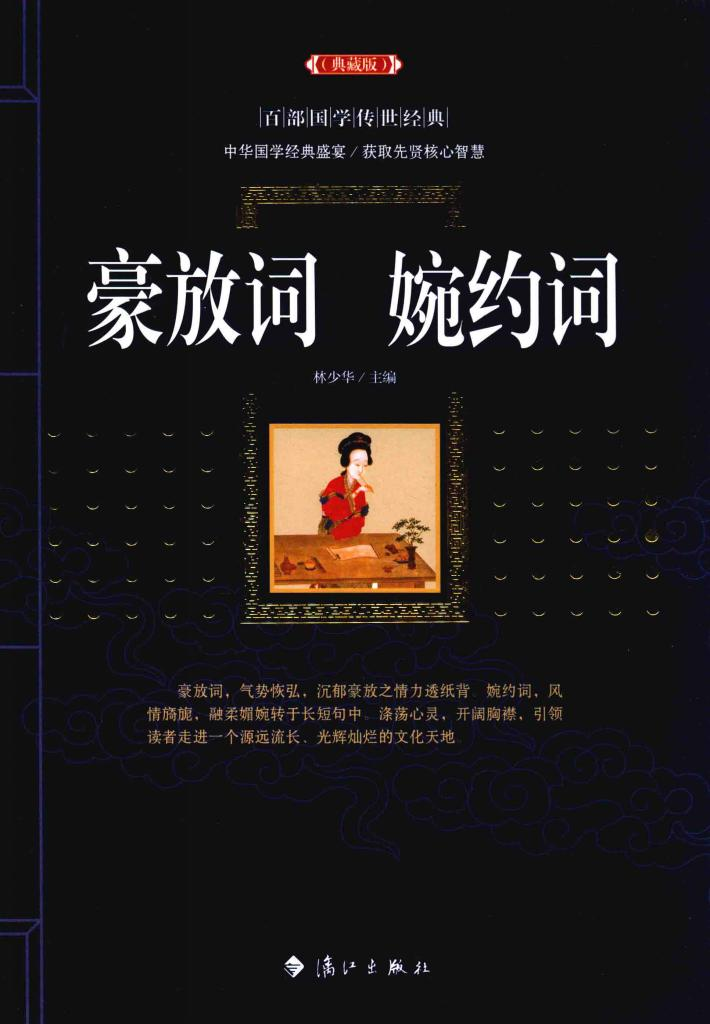 （典藏版）
百部国学传世经典
中华国学经典盛宴/获取先贤核心智慧
豪放词 婉约词
林少华/主编
豪放词，气势恢弘，沉郁豪放之情力透纸背。婉约词，风
情旖旎，融柔媚婉转于长短句中。涤荡心灵，开阔胸襟，引领
读者走进一个源远流长、光辉灿烂的文化天地。
漓江出版社